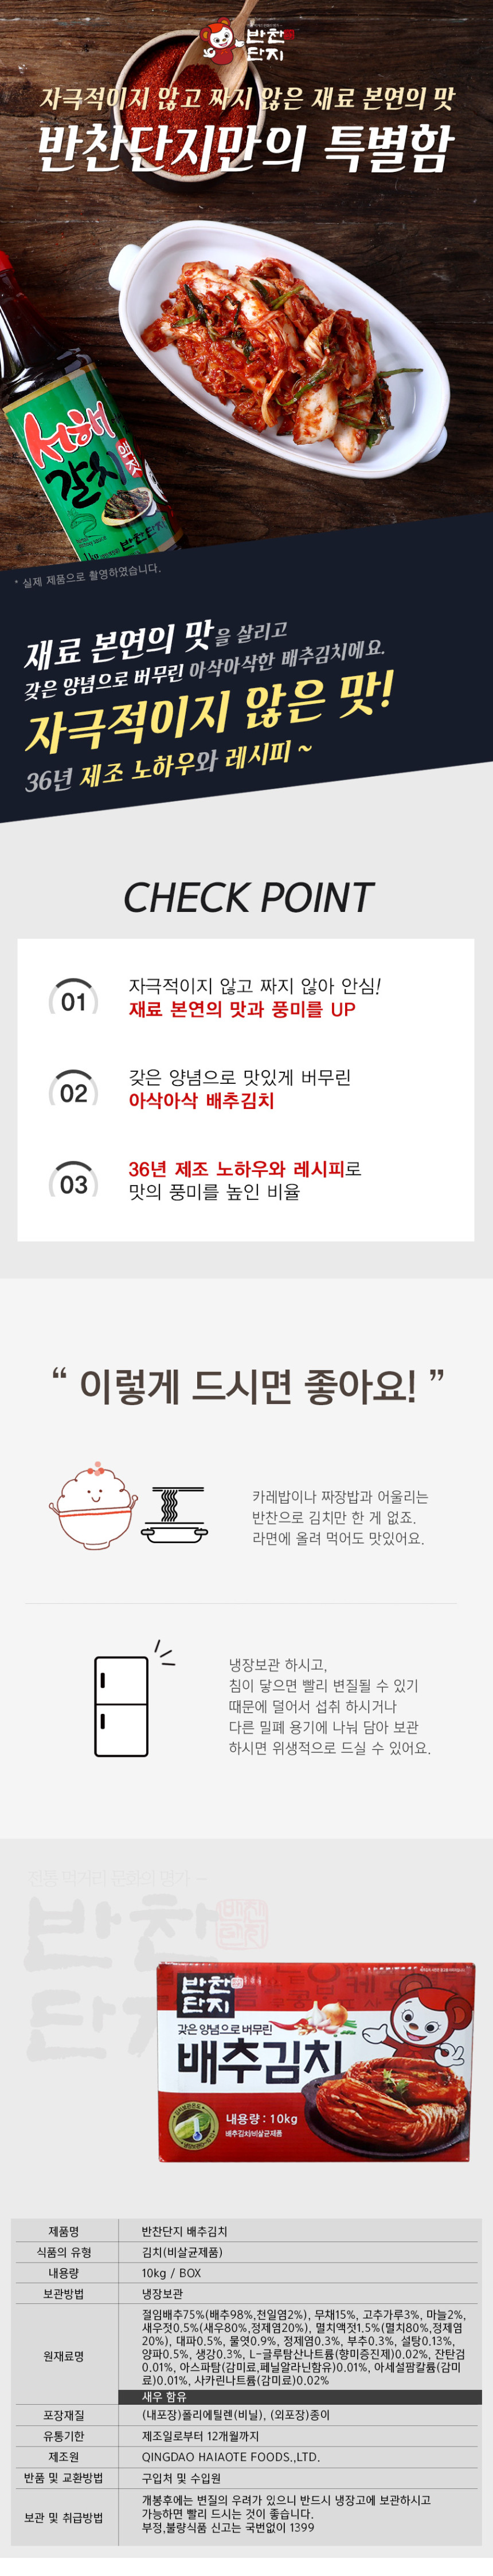 반찬
단지
자극적이지 않고 짜지 않은 재료 본연의 맛
반찬단지만의 특별함
서해
갈치
액젓
반찬단지
* 실제 제품으로 촬영하였습니다.
재료 본연의 맛을 살리고
갖은 양념으로 버무린 아삭아삭한 배추김치에요.
자극적이지 않은 맛!
36년 제조 노하우와 레시피 ~
CHECK POINT
01
자극적이지 않고 짜지 않아 안심!
재료 본연의 맛과 풍미를 UP
02
갖은 양념으로 맛있게 버무린
아삭아삭 배추김치
03
36년 제조 노하우와 레시피로
맛의 풍미를 높인 비율
“ 이렇게 드시면 좋아요! ”
카레밥이나 짜장밥과 어울리는
반찬으로 김치만 한 게 없죠.
라면에 올려 먹어도 맛있어요.
냉장보관 하시고,
침이 닿으면 빨리 변질될 수 있기
때문에 덜어서 섭취 하시거나
다른 밀폐 용기에 나눠 담아 보관
하시면 위생적으로 드실 수 있어요.
전통 먹거리 문화의 명가 ~
반찬
단지
반찬
단지
갖은 양념으로 버무린
배추김치
내용량 : 10kg
배추김치/비살균제품
제품명 반찬단지 배추김치
식품의 유형 김치(비살균제품)
내용량 10kg / BOX
보관방법 냉장보관
원재료명
절임배추75%(배추98%,천일염2%), 무채15%, 고추가루3%, 마늘2%,
새우젓0.5%(새우80%,정제염20%), 멸치액젓1.5%(멸치80%,정제염
20%), 대파0.5%, 물엿0.9%, 정제염0.3%, 부추0.3%, 설탕0.13%,
양파0.5%, 생강0.3%, L-글루탐산나트륨(향미증진제)0.02%, 잔탄검
0.01%, 아스파탐(감미료,페닐알라닌함유)0.01%, 아세설팜칼륨(감미
료)0.01%, 사카린나트륨(감미료)0.02%
새우 함유
포장재질 (내포장)폴리에틸렌(비닐), (외포장)종이
유통기한 제조일로부터 12개월까지
제조원 QINGDAO HAIAOTE FOODS.,LTD.
반품 및 교환방법 구입처 및 수입원
보관 및 취급방법
개봉후에는 변질의 우려가 있으니 반드시 냉장고에 보관하시고
가능하면 빨리 드시는 것이 좋습니다.
부정,불량식품 신고는 국번없이 1399